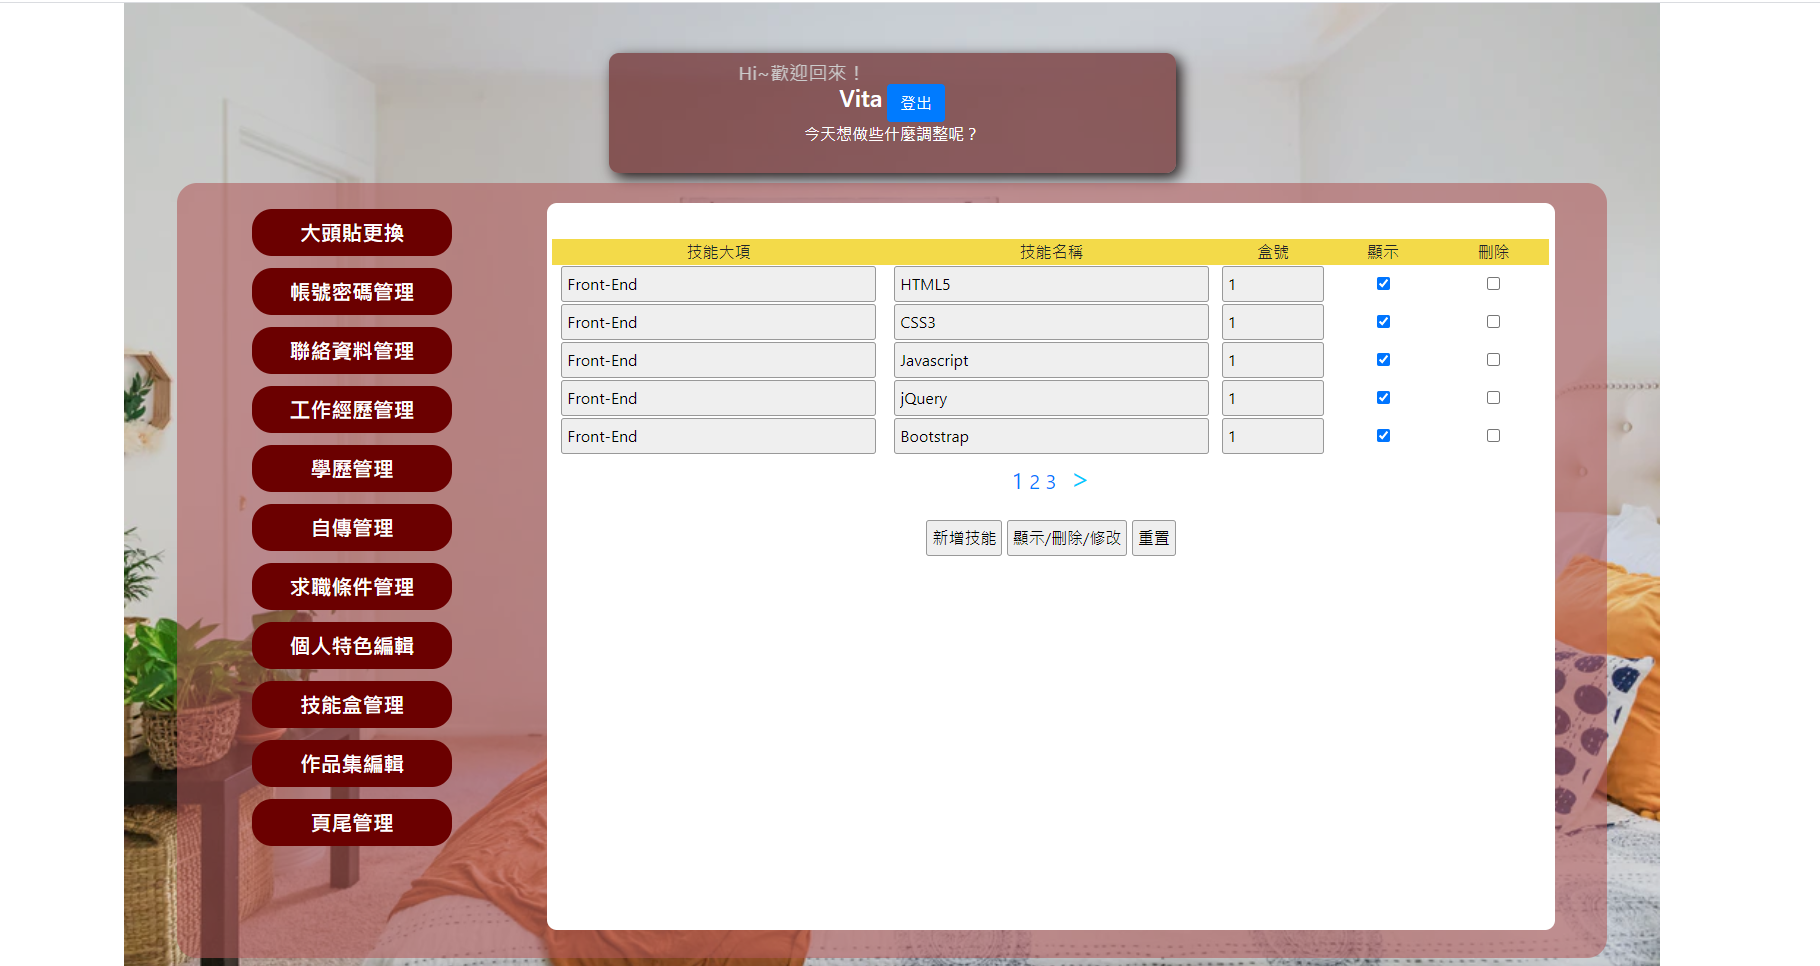 Hi~歡迎回來！
Vita 登出
今天想做些什麼調整呢？
大頭貼更換
帳號密碼管理
聯絡資料管理
工作經歷管理
學歷管理
自傳管理
求職條件管理
個人特色編輯
技能盒管理
作品集編輯
頁尾管理
技能大項 技能名稱 盒號 顯示 刪除
Front-End HTML5 1
Front-End CSS3 1
Front-End Javascript 1
Front-End jQuery 1
Front-End Bootstrap 1
1 2 3 >
新增技能 顯示/刪除/修改 重置